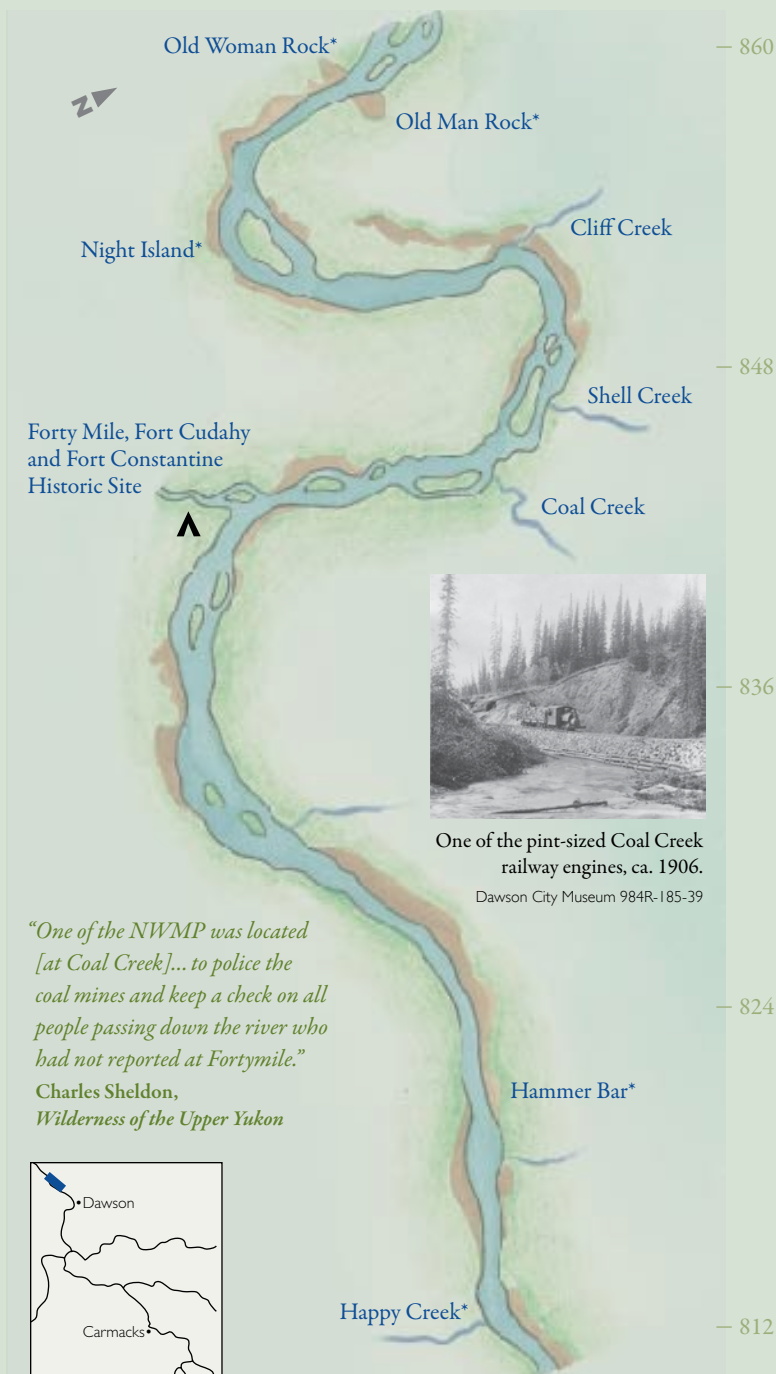 Old Woman Rock*
860
N
Old Man Rock*
Cliff Creek
Night Island*
848
Shell Creek
Forty Mile, Fort Cudahy
and Fort Constantine
Historic Site
Coal Creek
836
One of the pint-sized Coal Creek
railway engines, ca. 1906.
Dawson City Museum 984R-185-39
“One of the NWMP was located
[at Coal Creek]... to police the
coal mines and keep a check on all
people passing down the river who
had not reported at Fortymile.”
Charles Sheldon,
Wilderness of the Upper Yukon
824
Hammer Bar*
Dawson
Carmacks
Happy Creek*
812